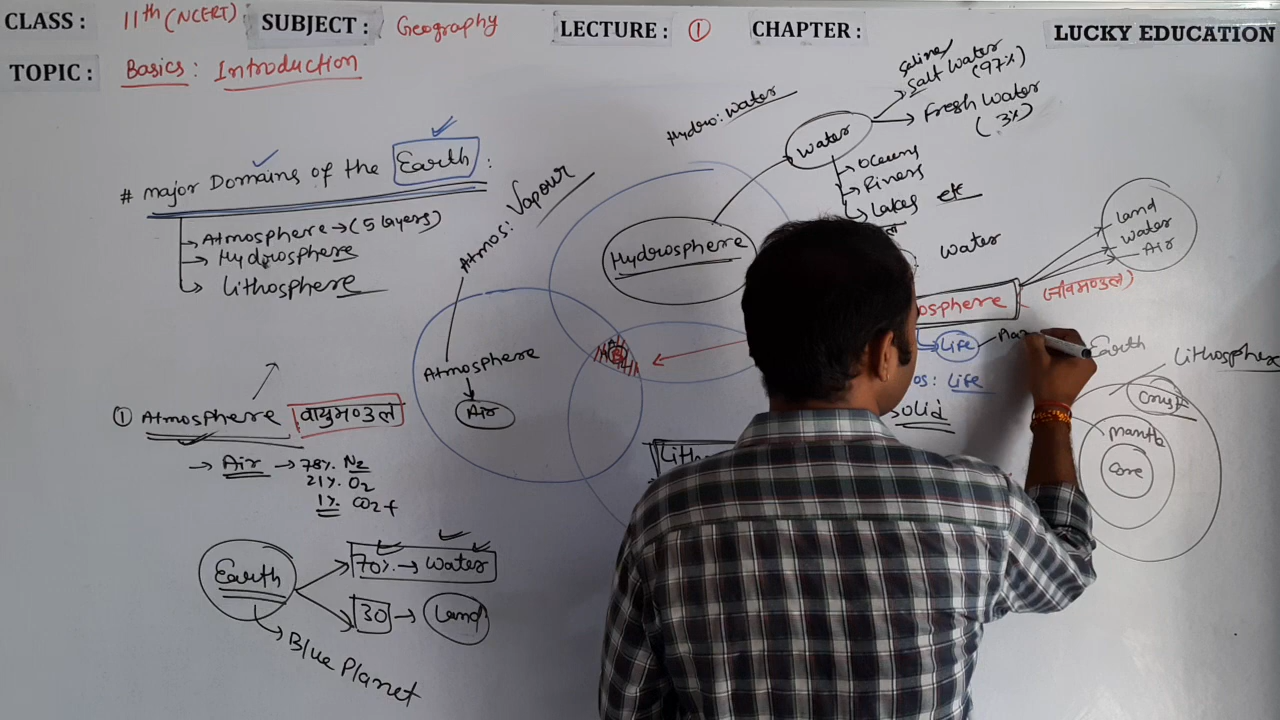 CLASS : 11th (NCERT) SUBJECT : Geography LECTURE : ① CHAPTER : LUCKY EDUCATION
TOPIC : Basics : Introduction
# major Domains of the Earth :
Atmosphere → (5 layers)
Hydrosphere
Lithosphere
① Atmosphere वायुमण्डल
→ Air → 78% N2
21% O2
1% CO2 +
Earth
70% → Water
30 → Land
Blue Planet
Atmos : Vapour
Atmosphere
Air
Hydro : Water
Hydrosphere
Water
Saline
Salt Water
(97%)
Fresh Water
(3%)
Oceans
Rivers
Lakes etc
Water
Land
Water
Air
osphere (जीवमण्डल)
Life
os : Life
Solid
B
Lith
Earth
Lithospher
Crust
Mantle
Core